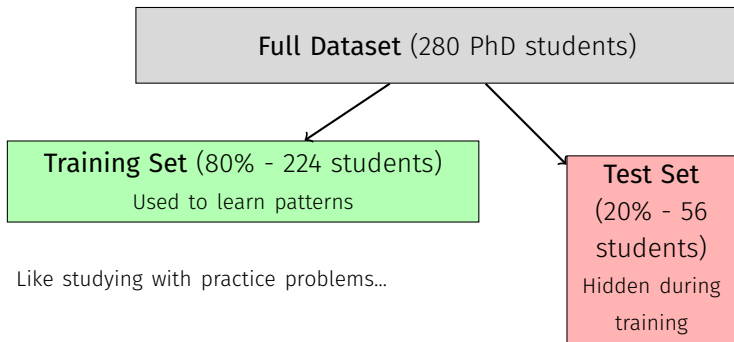 Full Dataset (280 PhD students)
Training Set (80% - 224 students)
Used to learn patterns
Test Set
(20% - 56
students)
Hidden during
training
Like studying with practice problems...